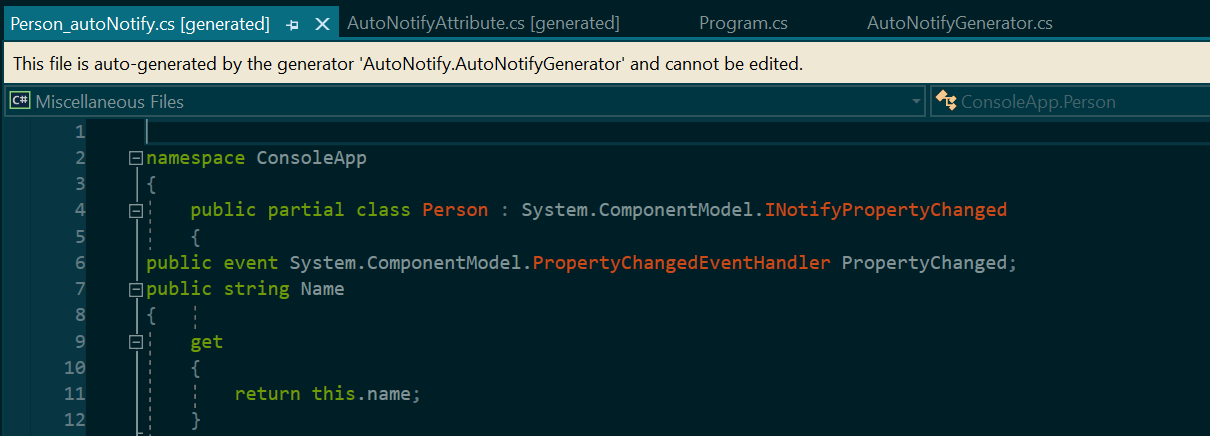 Person_autoNotify.cs [generated] AutoNotifyAttribute.cs [generated] Program.cs AutoNotifyGenerator.cs
This file is auto-generated by the generator 'AutoNotify.AutoNotifyGenerator' and cannot be edited.
C# Miscellaneous Files ConsoleApp.Person
1
2 namespace ConsoleApp
3 {
4 public partial class Person : System.ComponentModel.INotifyPropertyChanged
5 {
6 public event System.ComponentModel.PropertyChangedEventHandler PropertyChanged;
7 public string Name
8 {
9 get
10 {
11 return this.name;
12 }